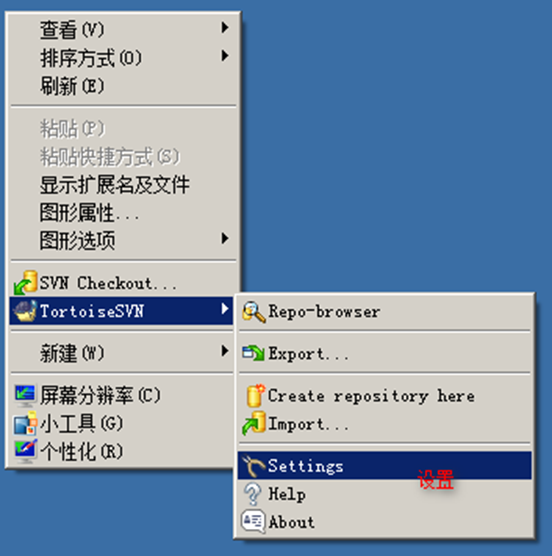 查看(V)
排序方式(O)
刷新(E)
粘贴(P)
粘贴快捷方式(S)
显示扩展名及文件
图形属性...
图形选项
SVN Checkout...
TortoiseSVN
新建(W)
屏幕分辨率(C)
小工具(G)
个性化(R)
Repo-browser
Export...
Create repository here
Import...
Settings
设置
Help
About